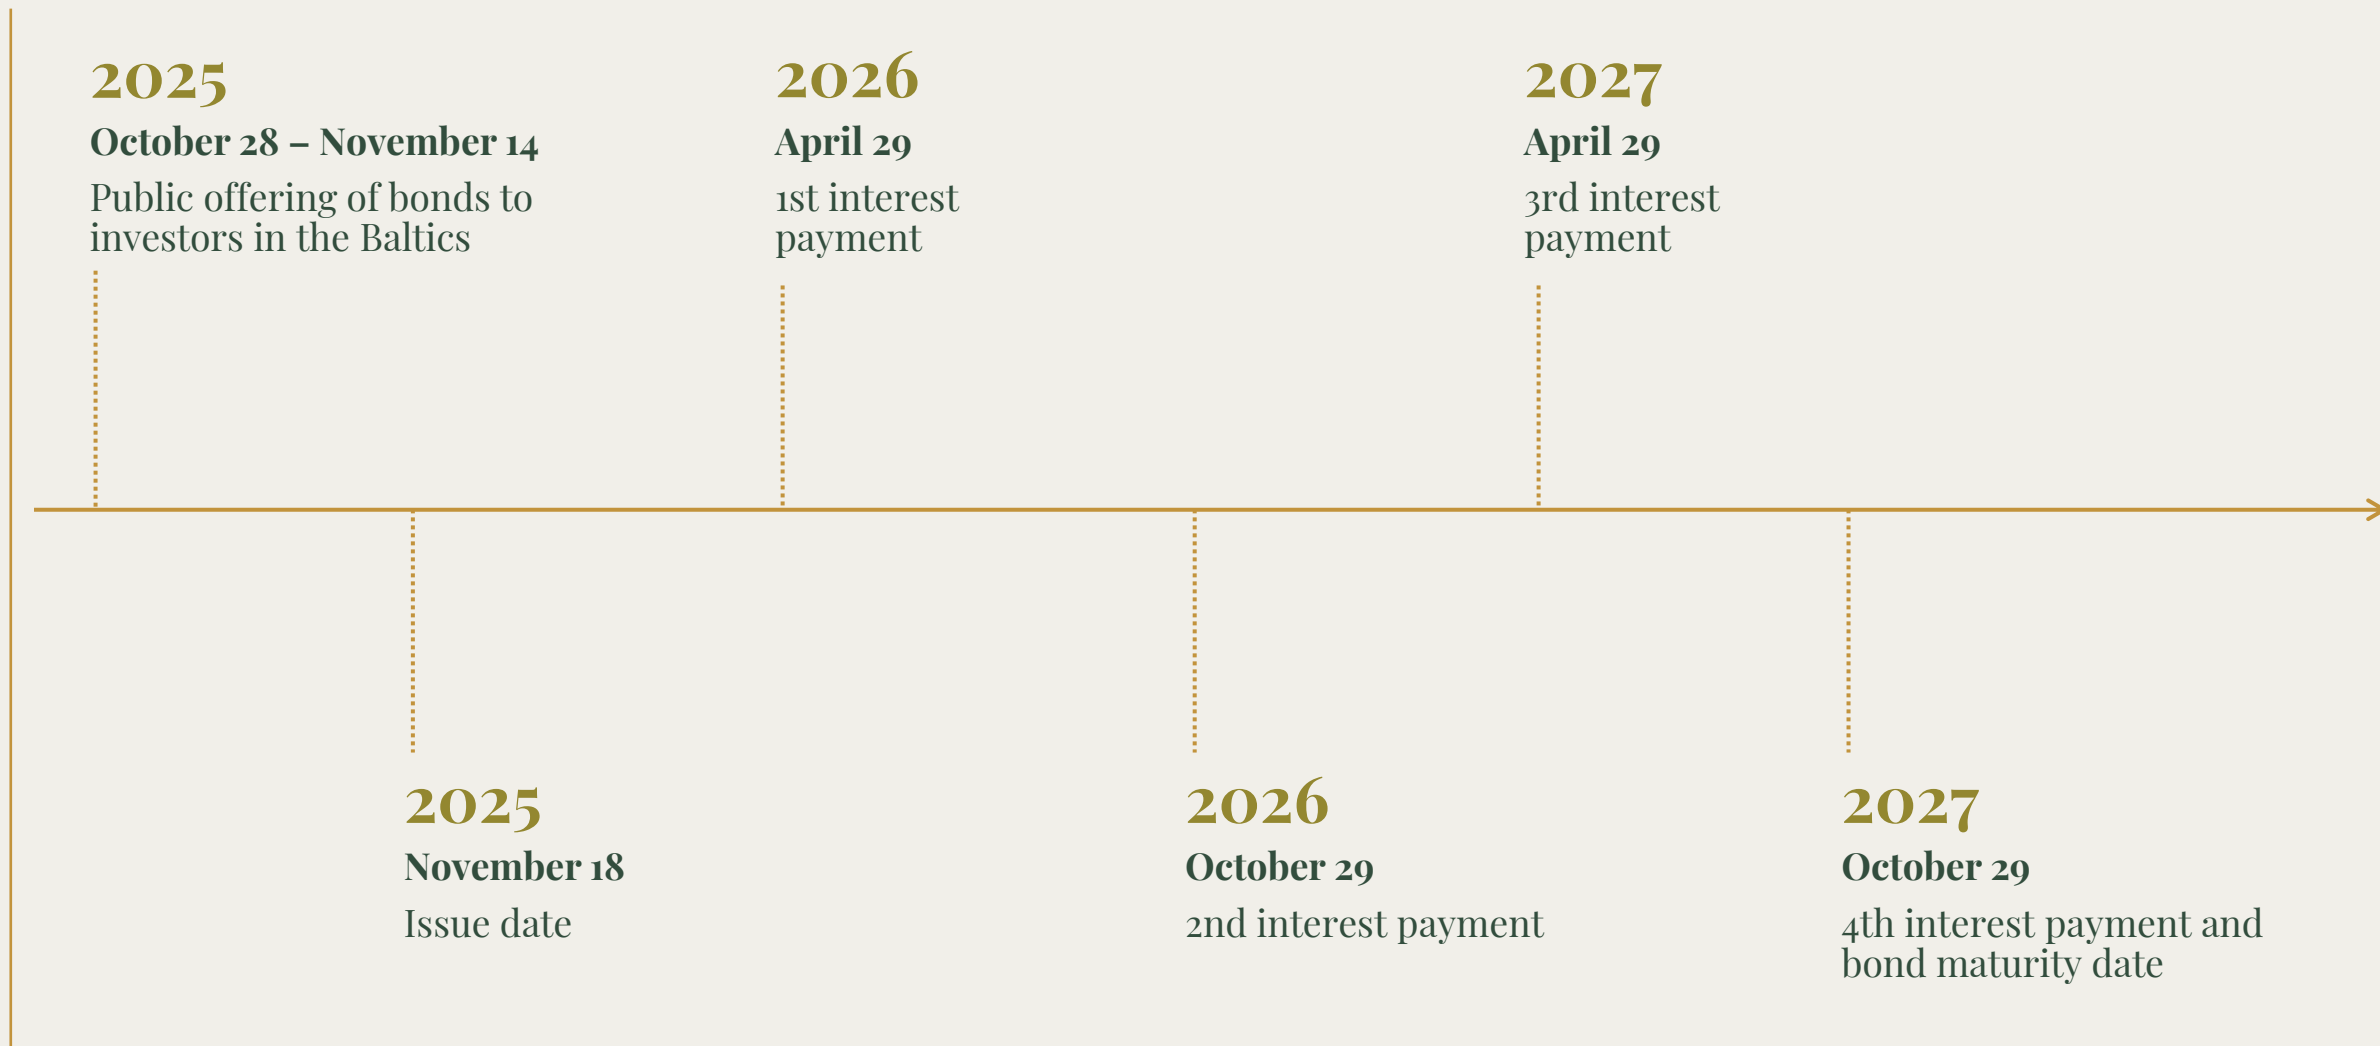 2025
October 28 – November 14
Public offering of bonds to
investors in the Baltics
2025
November 18
Issue date
2026
April 29
1st interest
payment
2026
October 29
2nd interest payment
2027
April 29
3rd interest
payment
2027
October 29
4th interest payment and
bond maturity date